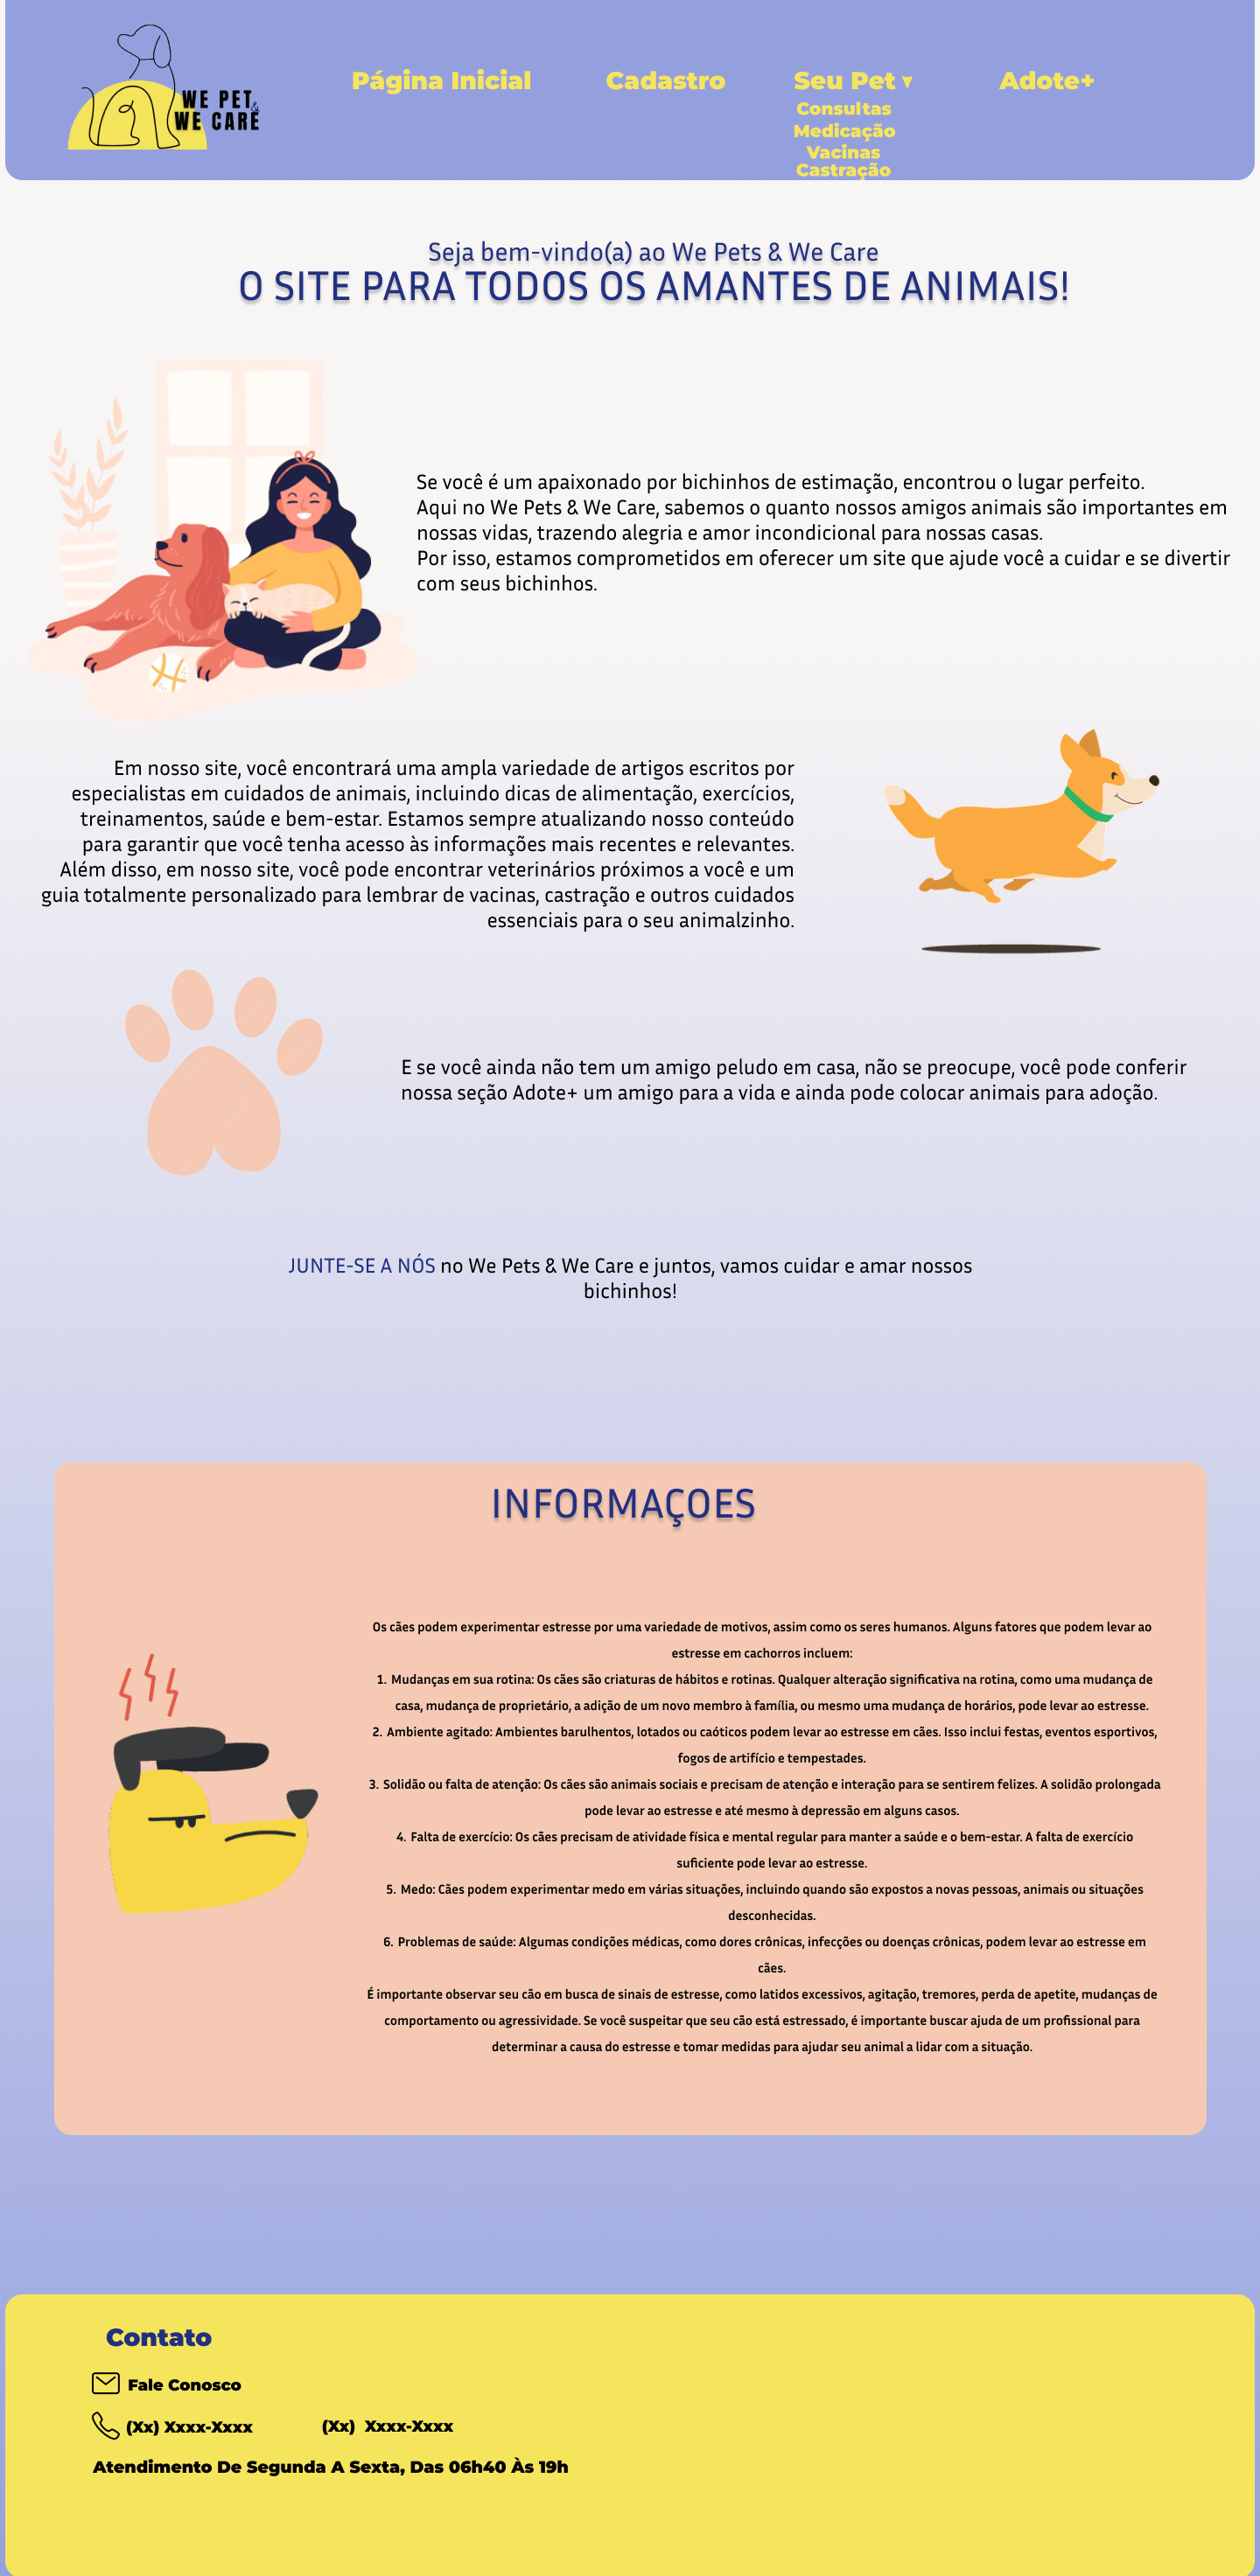 WE PET
&
WE CARE
Página Inicial
Cadastro
Seu Pet ▾
Adote+
Consultas
Medicação
Vacinas
Castração
Seja bem-vindo(a) ao We Pets & We Care
O SITE PARA TODOS OS AMANTES DE ANIMAIS!
Se você é um apaixonado por bichinhos de estimação, encontrou o lugar perfeito.
Aqui no We Pets & We Care, sabemos o quanto nossos amigos animais são importantes em
nossas vidas, trazendo alegria e amor incondicional para nossas casas.
Por isso, estamos comprometidos em oferecer um site que ajude você a cuidar e se divertir
com seus bichinhos.
Em nosso site, você encontrará uma ampla variedade de artigos escritos por
especialistas em cuidados de animais, incluindo dicas de alimentação, exercícios,
treinamentos, saúde e bem-estar. Estamos sempre atualizando nosso conteúdo
para garantir que você tenha acesso às informações mais recentes e relevantes.
Além disso, em nosso site, você pode encontrar veterinários próximos a você e um
guia totalmente personalizado para lembrar de vacinas, castração e outros cuidados
essenciais para o seu animalzinho.
E se você ainda não tem um amigo peludo em casa, não se preocupe, você pode conferir
nossa seção Adote+ um amigo para a vida e ainda pode colocar animais para adoção.
JUNTE-SE A NÓS no We Pets & We Care e juntos, vamos cuidar e amar nossos
bichinhos!
INFORMAÇOES
Os cães podem experimentar estresse por uma variedade de motivos, assim como os seres humanos. Alguns fatores que podem levar ao
estresse em cachorros incluem:
1. Mudanças em sua rotina: Os cães são criaturas de hábitos e rotinas. Qualquer alteração significativa na rotina, como uma mudança de
casa, mudança de proprietário, a adição de um novo membro à família, ou mesmo uma mudança de horários, pode levar ao estresse.
2. Ambiente agitado: Ambientes barulhentos, lotados ou caóticos podem levar ao estresse em cães. Isso inclui festas, eventos esportivos,
fogos de artifício e tempestades.
3. Solidão ou falta de atenção: Os cães são animais sociais e precisam de atenção e interação para se sentirem felizes. A solidão prolongada
pode levar ao estresse e até mesmo à depressão em alguns casos.
4. Falta de exercício: Os cães precisam de atividade física e mental regular para manter a saúde e o bem-estar. A falta de exercício
suficiente pode levar ao estresse.
5. Medo: Cães podem experimentar medo em várias situações, incluindo quando são expostos a novas pessoas, animais ou situações
desconhecidas.
6. Problemas de saúde: Algumas condições médicas, como dores crônicas, infecções ou doenças crônicas, podem levar ao estresse em
cães.
É importante observar seu cão em busca de sinais de estresse, como latidos excessivos, agitação, tremores, perda de apetite, mudanças de
comportamento ou agressividade. Se você suspeitar que seu cão está estressado, é importante buscar ajuda de um profissional para
determinar a causa do estresse e tomar medidas para ajudar seu animal a lidar com a situação.
Contato
Fale Conosco
(Xx) Xxxx-Xxxx (Xx) Xxxx-Xxxx
Atendimento De Segunda A Sexta, Das 06h40 Às 19h